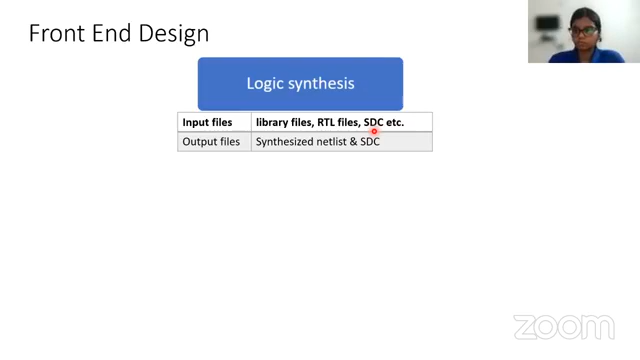 Front End Design
Logic synthesis
Input files library files, RTL files, SDC etc.
Output files Synthesized netlist & SDC
zoom
LIVE